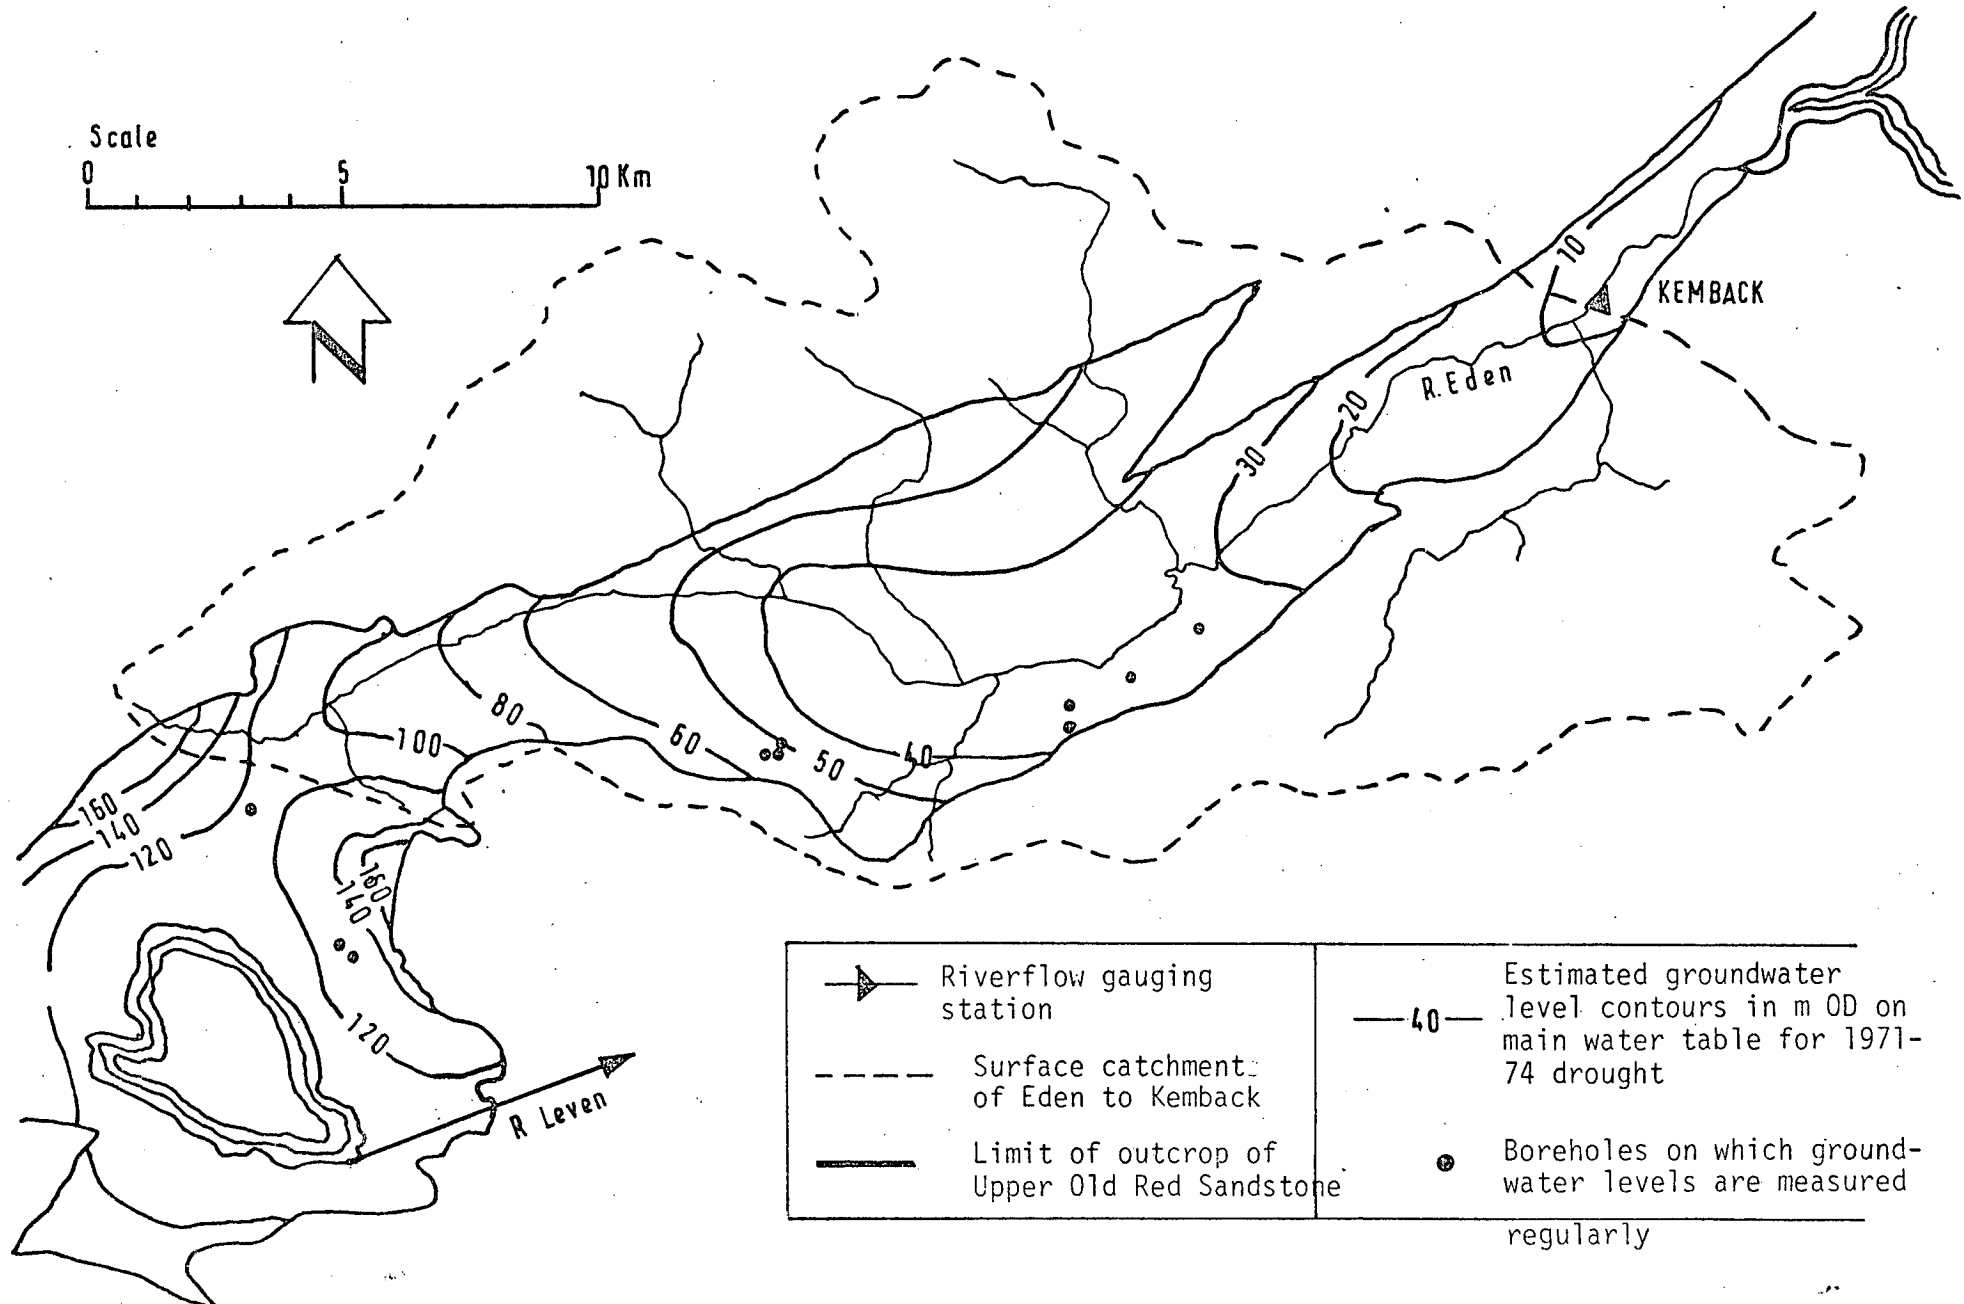 Scale
0 5 10 Km
N
10
KEMBACK
R. Eden
20
30
80
100
60
50
40
160
140
120
160
140
120
R Leven
Riverflow gauging
station
Surface catchment
of Eden to Kemback
Limit of outcrop of
Upper Old Red Sandstone
40
Estimated groundwater
level contours in m OD on
main water table for 1971-
74 drought
Boreholes on which ground-
water levels are measured
regularly